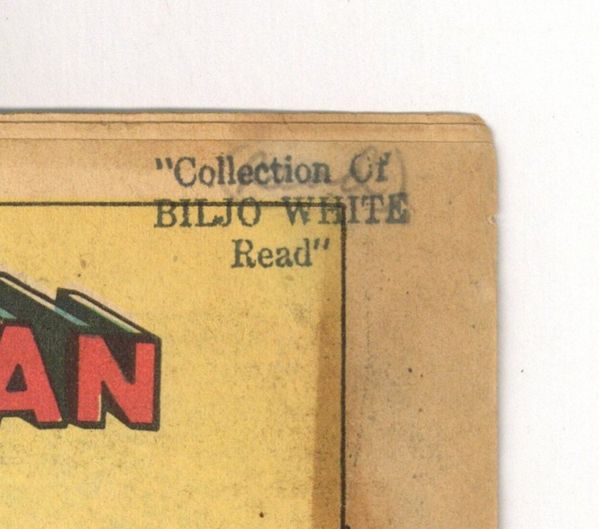 "Collection Of
BILJO WHITE
Read"
AN